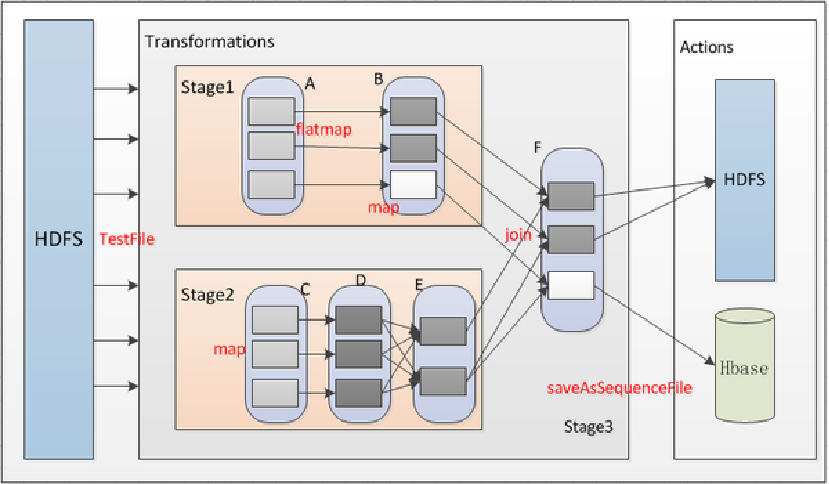 Transformations
Actions
Stage1
A
B
flatmap
map
F
HDFS
TestFile
join
HDFS
Stage2
C
D
E
map
Hbase
saveAsSequenceFile
Stage3